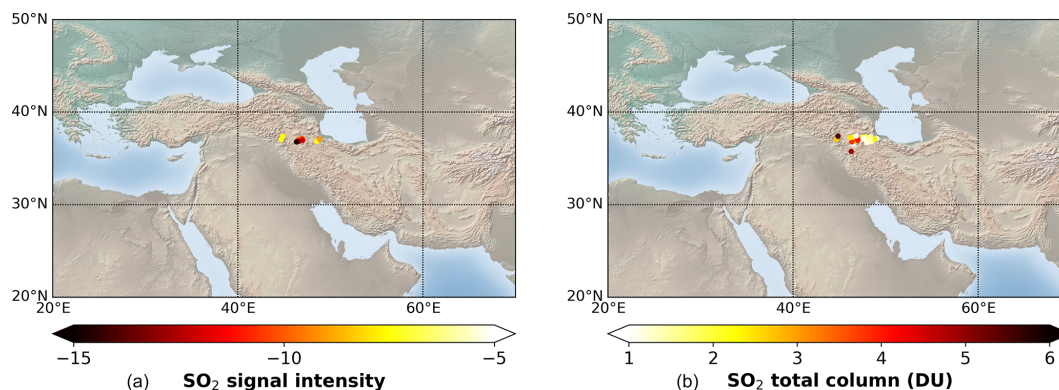 50°N
40°N
30°N
20°N
20°E 40°E 60°E
−15 −10 −5
(a) SO₂ signal intensity
50°N
40°N
30°N
20°N
20°E 40°E 60°E
1 2 3 4 5 6
(b) SO₂ total column (DU)